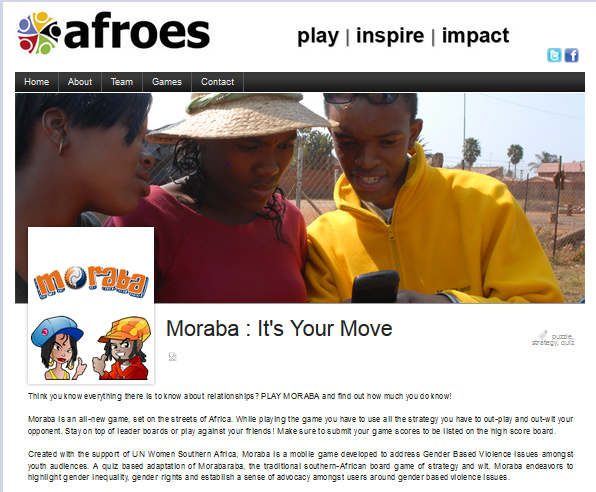 afroes
play | inspire | impact
Home About Team Games Contact
moraba
Moraba : It's Your Move
puzzle,
strategy, quiz
Think you know everything there is to know about relationships? PLAY MORABA and find out how much you do know!
Moraba is an all-new game, set on the streets of Africa. While playing the game you have to use all the strategy you have to out-play and out-wit your
opponent. Stay on top of leader boards or play against your friends! Make sure to submit your game scores to be listed on the high score board.
Created with the support of UN Women Southern Africa, Moraba is a mobile game developed to address Gender Based Violence issues amongst
youth audiences. A quiz based adaptation of Morabaraba, the traditional southern-African board game of strategy and wit, Moraba endeavors to
highlight gender inequality, gender rights and establish a sense of advocacy amongst users around gender based violence issues.